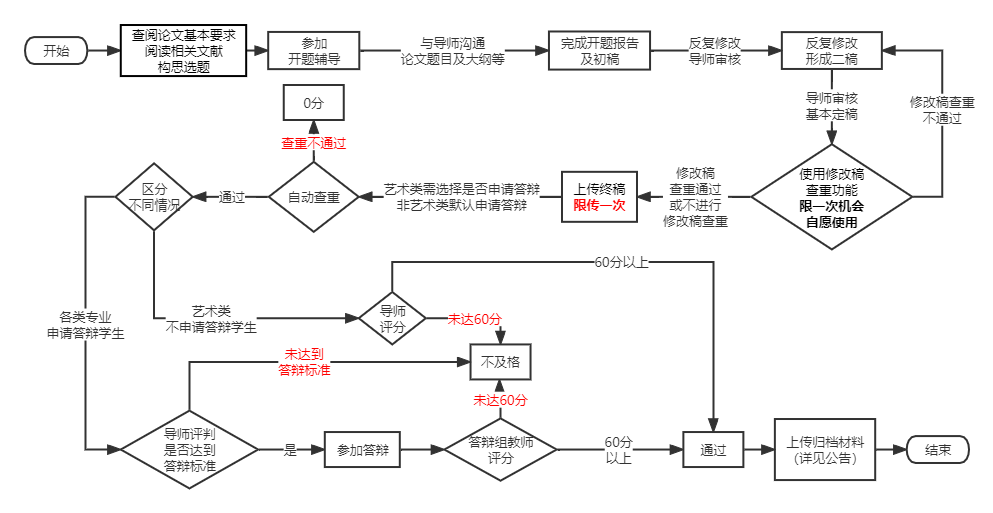 开始
查阅论文基本要求
阅读相关文献
构思选题
参加
开题辅导
与导师沟通
论文题目及大纲等
完成开题报告
及初稿
反复修改
导师审核
反复修改
形成二稿
导师审核
基本定稿
修改稿查重
不通过
使用修改稿
查重功能
限一次机会
自愿使用
修改稿
查重通过
或不进行
修改稿查重
上传终稿
限传一次
艺术类需选择是否申请答辩
非艺术类默认申请答辩
自动查重
查重不通过
0分
通过
区分
不同情况
各类专业
申请答辩学生
艺术类
不申请答辩学生
导师
评分
60分以上
未达60分
不及格
未达到
答辩标准
导师评判
是否达到
答辩标准
是
参加答辩
答辩组教师
评分
未达60分
60分
以上
通过
上传归档材料
（详见公告）
结束